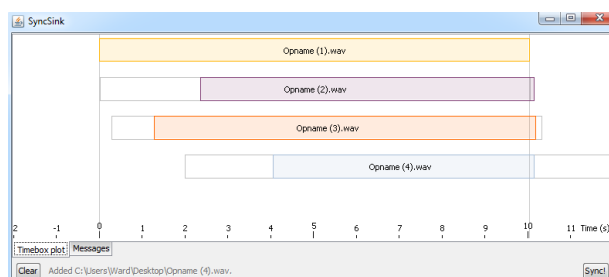 SyncSink
Opname (1).wav
Opname (2).wav
Opname (3).wav
Opname (4).wav
2 -1 0 1 2 3 4 5 6 7 8 9 10 11 Time (s)
Timebox plot Messages
Clear Added C:\Users\Ward\Desktop\Opname (4).wav. Sync!